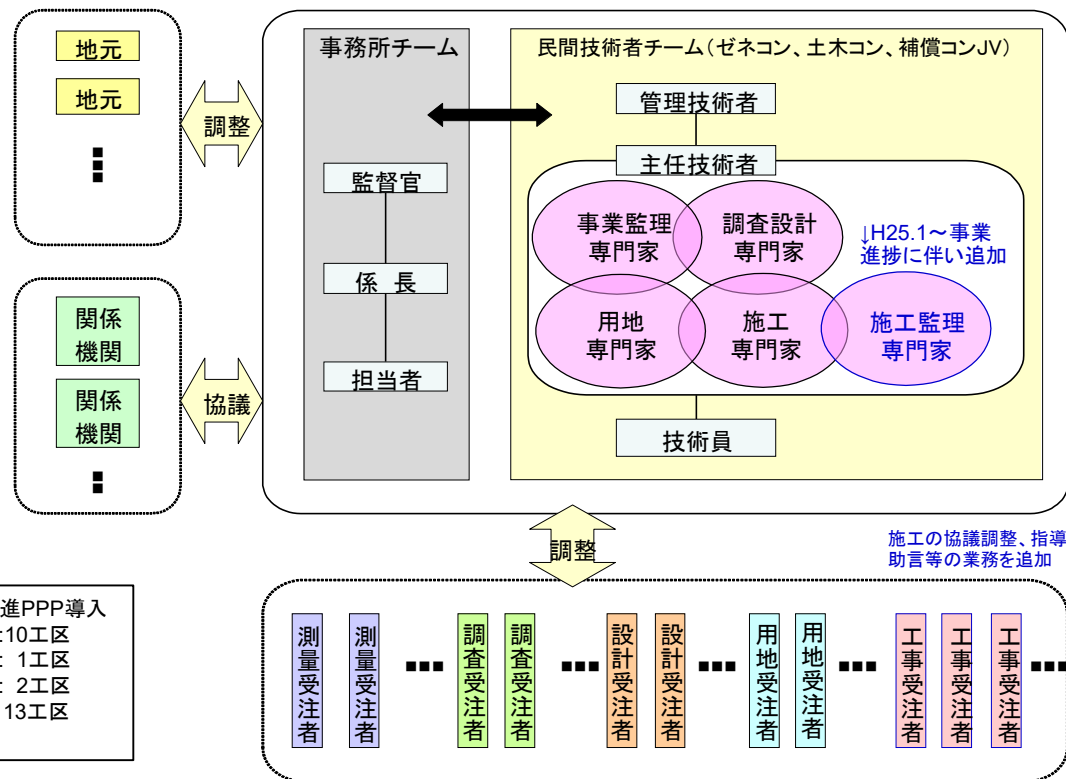 地元
地元
調整
関係
機関
関係
機関
協議
事務所チーム
監督官
係 長
担当者
民間技術者チーム（ゼネコン、土木コン、補償コンJV）
管理技術者
主任技術者
事業監理
専門家
調査設計
専門家
↓H25.1～事業
進捗に伴い追加
用地
専門家
施工
専門家
施工監理
専門家
技術員
調整
施工の協議調整、指導
助言等の業務を追加
進PPP導入
:10工区
: 1工区
: 2工区
13工区
測量受注者
測量受注者
調査受注者
調査受注者
設計受注者
設計受注者
用地受注者
用地受注者
工事受注者
工事受注者
工事受注者